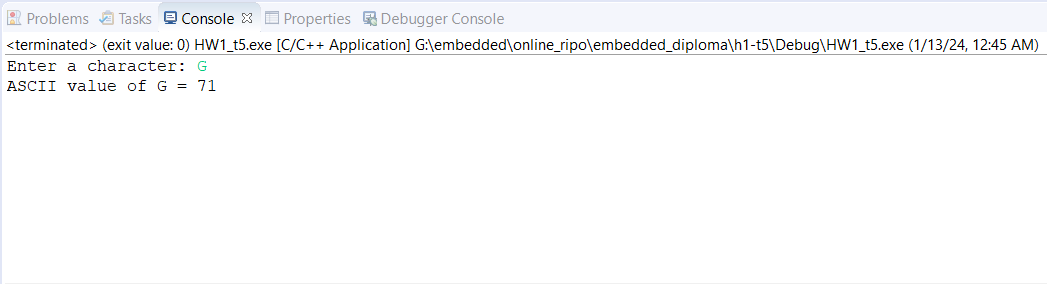 Problems Tasks Console Properties Debugger Console
<terminated> (exit value: 0) HW1_t5.exe [C/C++ Application] G:\embedded\online_ripo\embedded_diploma\h1-t5\Debug\HW1_t5.exe (1/13/24, 12:45 AM)
Enter a character: G
ASCII value of G = 71